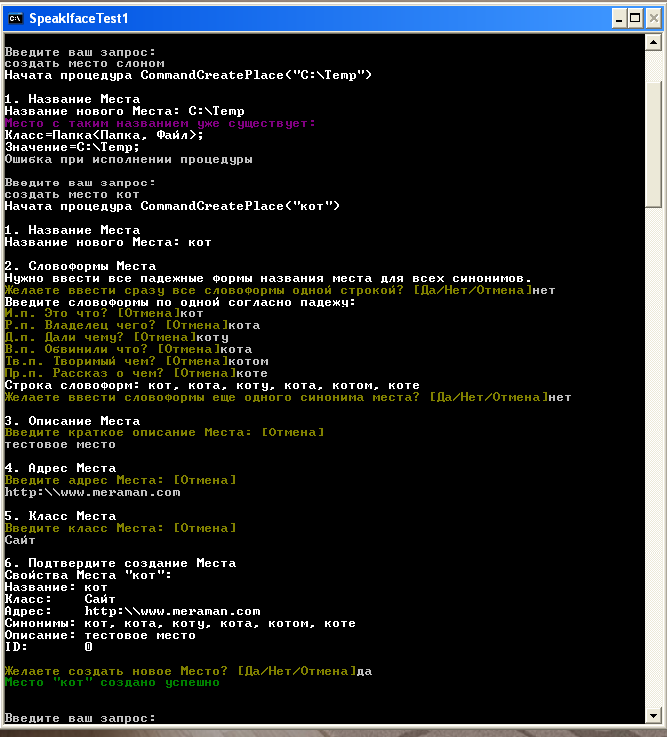 SpeakIfaceTest1
Введите ваш запрос:
создать место слоном
Начата процедура CommandCreatePlace("C:\Temp")
1. Название Места
Название нового Места: C:\Temp
Место с таким названием уже существует:
Класс=Папка<Папка, Файл>;
Значение=C:\Temp;
Ошибка при исполнении процедуры
Введите ваш запрос:
создать место кот
Начата процедура CommandCreatePlace("кот")
1. Название Места
Название нового Места: кот
2. Словоформы Места
Нужно ввести все падежные формы названия места для всех синонимов.
Желаете ввести сразу все словоформы одной строкой? [Да/Нет/Отмена]нет
Введите словоформы по одной согласно падежу:
И.п. Это что? [Отмена]кот
Р.п. Владелец чего? [Отмена]кота
Д.п. Дали чему? [Отмена]коту
В.п. Обвинили что? [Отмена]кота
Тв.п. Творимый чем? [Отмена]котом
Пр.п. Рассказ о чем? [Отмена]коте
Строка словоформ: кот, кота, коту, кота, котом, коте
Желаете ввести словоформы еще одного синонима места? [Да/Нет/Отмена]нет
3. Описание Места
Введите краткое описание Места: [Отмена]
тестовое место
4. Адрес Места
Введите адрес Места: [Отмена]
http:\\www.meraman.com
5. Класс Места
Введите класс Места: [Отмена]
Сайт
6. Подтвердите создание Места
Свойства Места "кот":
Название: кот
Класс: Сайт
Адрес: http:\\www.meraman.com
Синонимы: кот, кота, коту, кота, котом, коте
Описание: тестовое место
ID: 0
Желаете создать новое Место? [Да/Нет/Отмена]да
Место "кот" создано успешно
Введите ваш запрос: